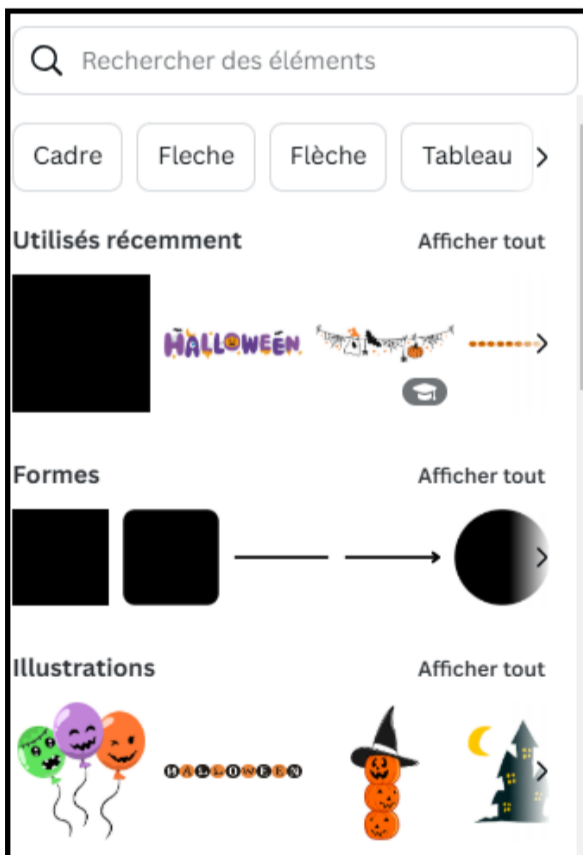 Rechercher des éléments
Cadre Fleche Flèche Tableau
Utilisés récemment Afficher tout
HALLOWEEN
Formes Afficher tout
Illustrations Afficher tout
HALLOWEEN